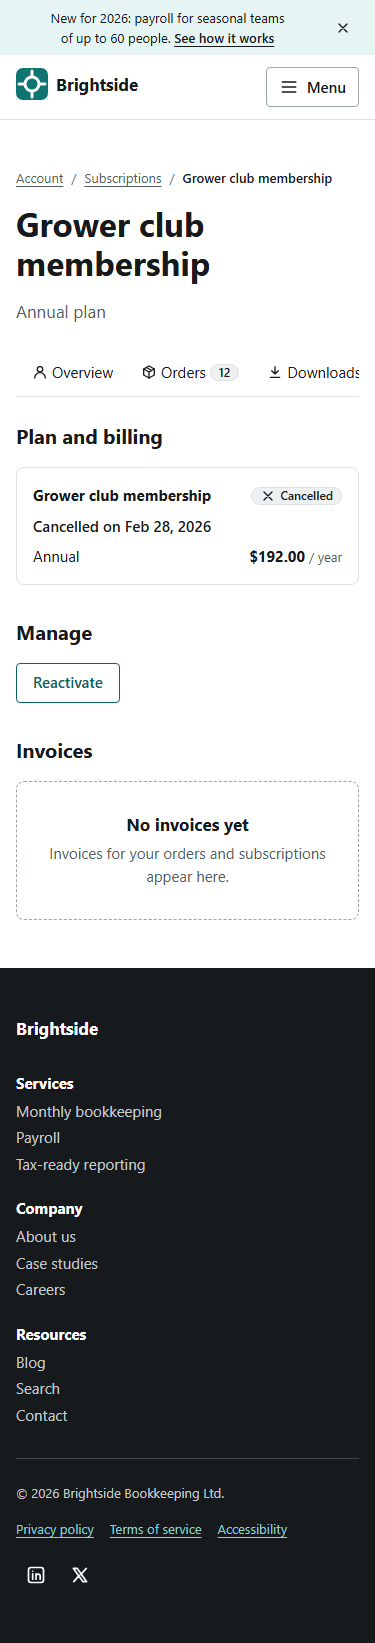 New for 2026: payroll for seasonal teams
of up to 60 people. See how it works
Brightside
Menu
Account / Subscriptions / Grower club membership
Grower club
membership
Annual plan
Overview Orders 12 Downloads
Plan and billing
Grower club membership Cancelled
Cancelled on Feb 28, 2026
Annual $192.00 / year
Manage
Reactivate
Invoices
No invoices yet
Invoices for your orders and subscriptions
appear here.
Brightside
Services
Monthly bookkeeping
Payroll
Tax-ready reporting
Company
About us
Case studies
Careers
Resources
Blog
Search
Contact
© 2026 Brightside Bookkeeping Ltd.
Privacy policy Terms of service Accessibility